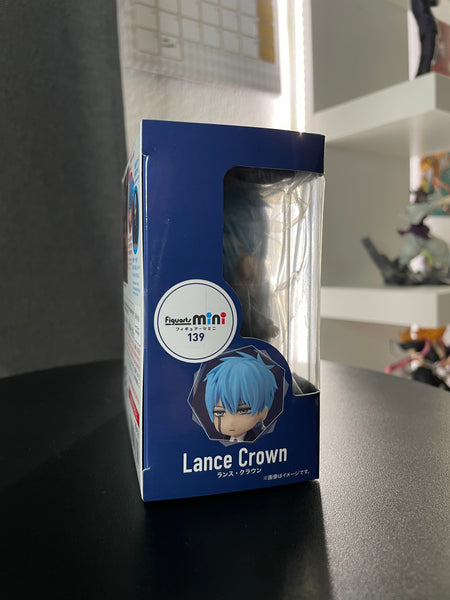 Figuarts mini
フィギュアーツミニ
139
Lance Crown
ランス・クラウン
※画像はイメージです。